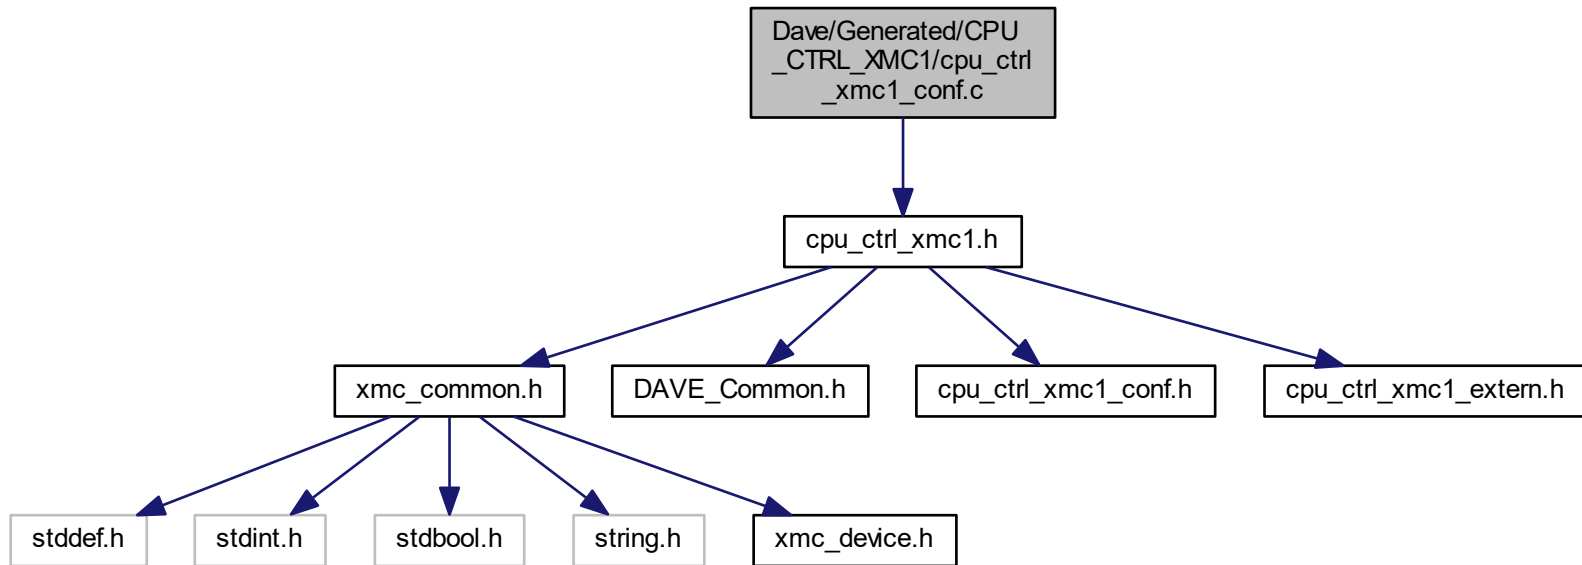 Dave/Generated/CPU
_CTRL_XMC1/cpu_ctrl
_xmc1_conf.c
cpu_ctrl_xmc1.h
xmc_common.h
DAVE_Common.h
cpu_ctrl_xmc1_conf.h
cpu_ctrl_xmc1_extern.h
stddef.h
stdint.h
stdbool.h
string.h
xmc_device.h